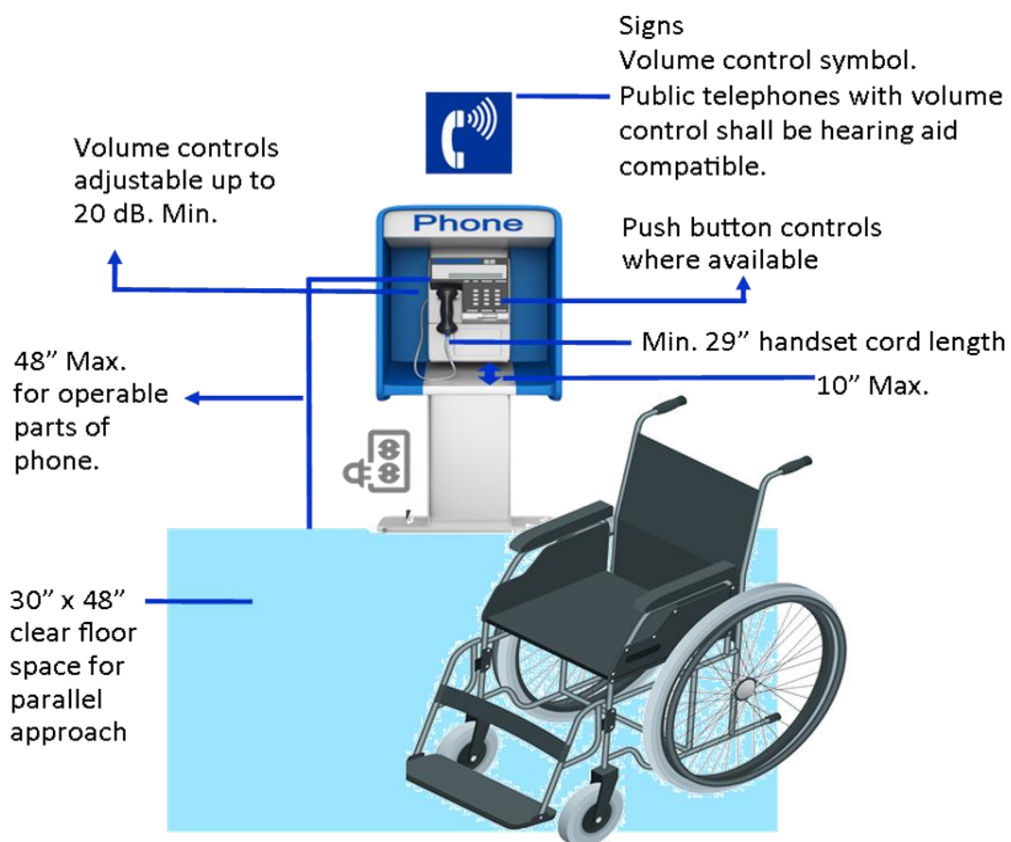 Signs
Volume control symbol.
Public telephones with volume
control shall be hearing aid
compatible.
Volume controls
adjustable up to
20 dB. Min.
Phone
Push button controls
where available
Min. 29” handset cord length
10” Max.
48” Max.
for operable
parts of
phone.
30” x 48”
clear floor
space for
parallel
approach